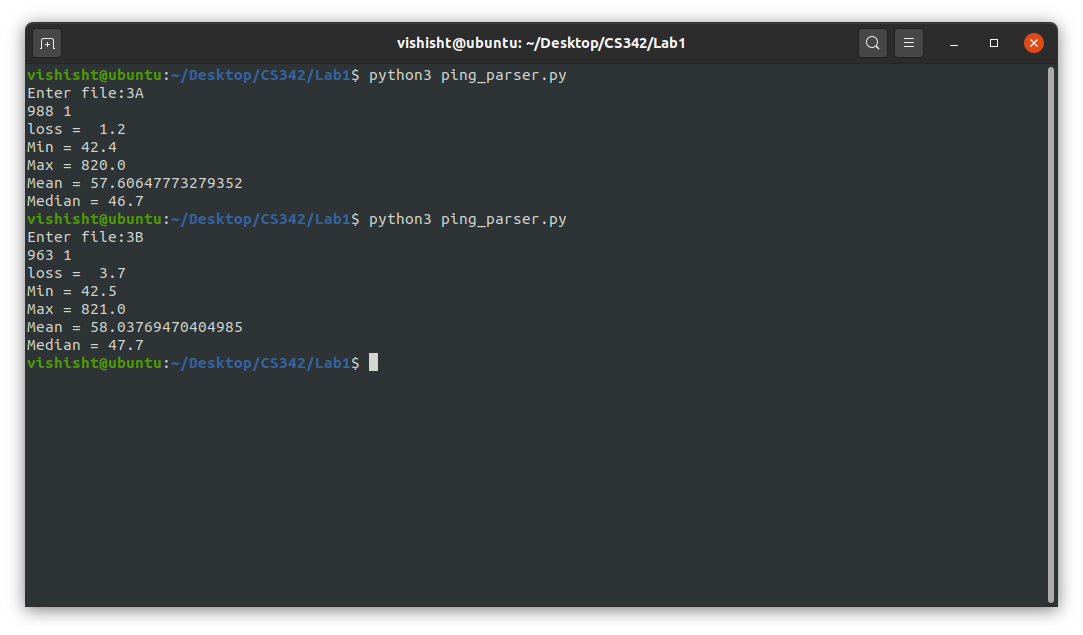 vishisht@ubuntu: ~/Desktop/CS342/Lab1
vishisht@ubuntu:~/Desktop/CS342/Lab1$ python3 ping_parser.py
Enter file:3A
988 1
loss =  1.2
Min = 42.4
Max = 820.0
Mean = 57.60647773279352
Median = 46.7
vishisht@ubuntu:~/Desktop/CS342/Lab1$ python3 ping_parser.py
Enter file:3B
963 1
loss =  3.7
Min = 42.5
Max = 821.0
Mean = 58.03769470404985
Median = 47.7
vishisht@ubuntu:~/Desktop/CS342/Lab1$